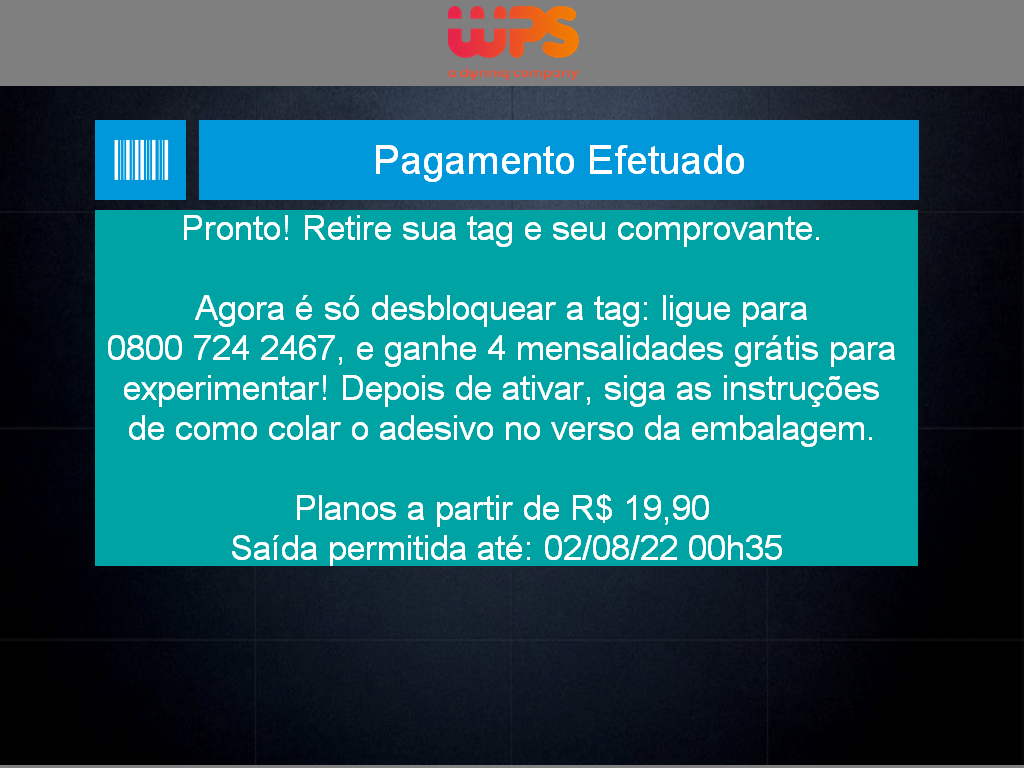 WPS
Pagamento Efetuado
Pronto! Retire sua tag e seu comprovante.
Agora é só desbloquear a tag: ligue para
0800 724 2467, e ganhe 4 mensalidades grátis para
experimentar! Depois de ativar, siga as instruções
de como colar o adesivo no verso da embalagem.
Planos a partir de R$ 19,90
Saída permitida até: 02/08/22 00h35